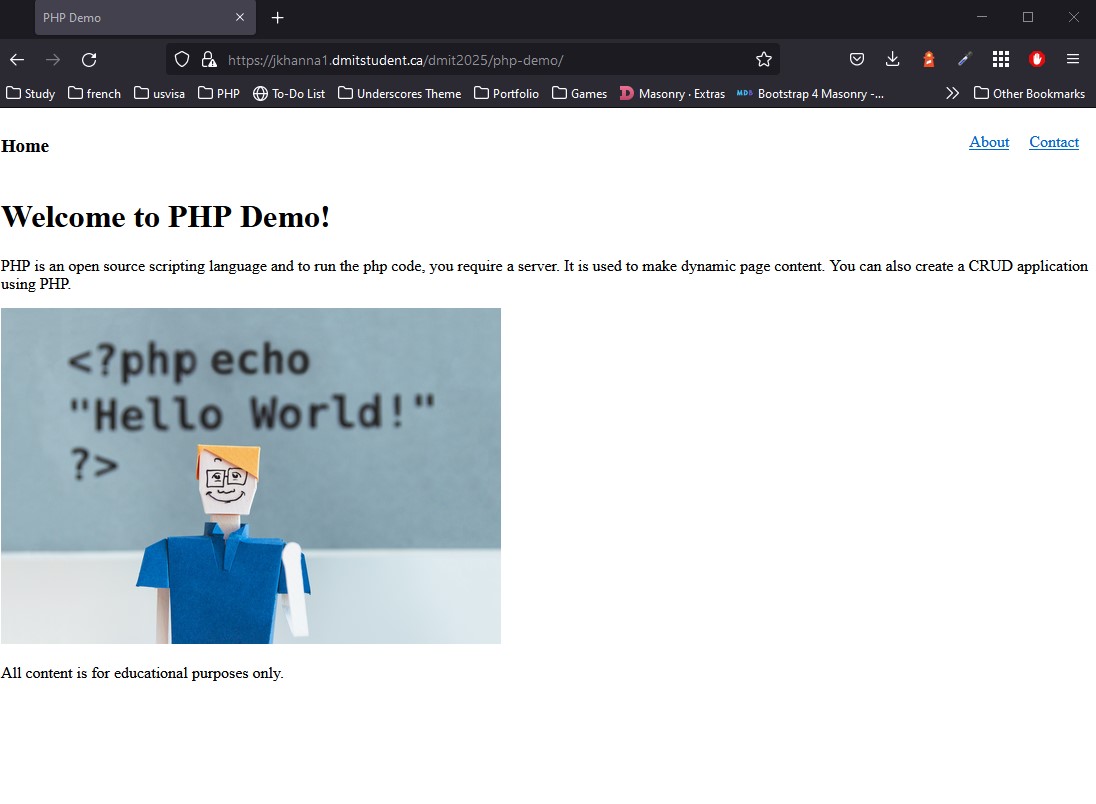 PHP Demo
https://jkhanna1.dmitstudent.ca/dmit2025/php-demo/
Study french usvisa PHP To-Do List Underscores Theme Portfolio Games Masonry · Extras MDB Bootstrap 4 Masonry -... Other Bookmarks
Home About Contact
Welcome to PHP Demo!
PHP is an open source scripting language and to run the php code, you require a server. It is used to make dynamic page content. You can also create a CRUD application
using PHP.
<?php echo
"Hello World!"
?>
All content is for educational purposes only.